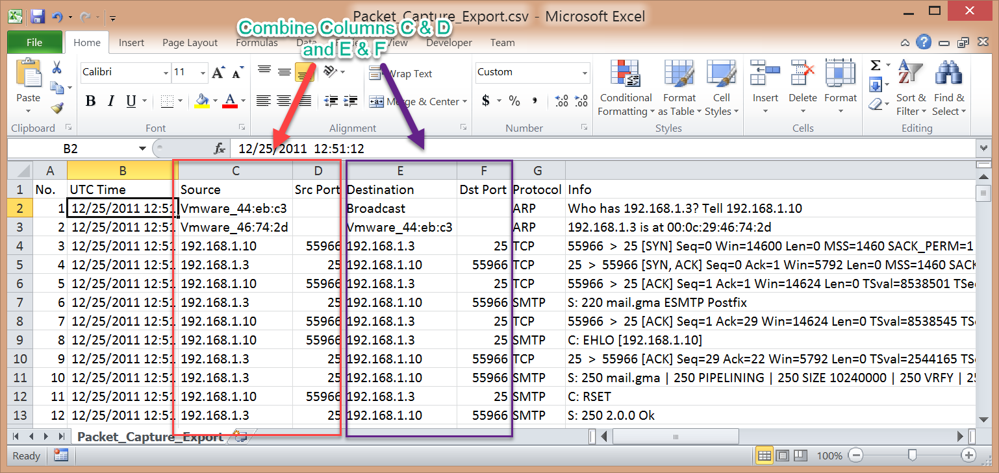 Packet_Capture_Export.csv - Microsoft Excel
Combine Columns C & D
and E & F
File Home Insert Page Layout Formulas Data View Developer Team
Calibri 11 Wrap Text Custom
Paste B I U Merge & Center $ % , Conditional Formatting Format as Table Cell Styles Insert Delete Format Sort & Filter Find & Select
Clipboard Font Alignment Number Styles Cells Editing
B2 fx 12/25/2011 12:51:12
A B C D E F G
1 No. UTC Time Source Src Port Destination Dst Port Protocol Info
2 1 12/25/2011 12:51 Vmware_44:eb:c3 Broadcast ARP Who has 192.168.1.3? Tell 192.168.1.10
3 2 12/25/2011 12:51 Vmware_46:74:2d Vmware_44:eb:c3 ARP 192.168.1.3 is at 00:0c:29:46:74:2d
4 3 12/25/2011 12:51 192.168.1.10 55966 192.168.1.3 25 TCP 55966 > 25 [SYN] Seq=0 Win=14600 Len=0 MSS=1460 SACK_PERM=1
5 4 12/25/2011 12:51 192.168.1.3 25 192.168.1.10 55966 TCP 25 > 55966 [SYN, ACK] Seq=0 Ack=1 Win=5792 Len=0 MSS=1460 SACK
6 5 12/25/2011 12:51 192.168.1.10 55966 192.168.1.3 25 TCP 55966 > 25 [ACK] Seq=1 Ack=1 Win=14624 Len=0 TSval=8538501 TSe
7 6 12/25/2011 12:51 192.168.1.3 25 192.168.1.10 55966 SMTP S: 220 mail.gma ESMTP Postfix
8 7 12/25/2011 12:51 192.168.1.10 55966 192.168.1.3 25 TCP 55966 > 25 [ACK] Seq=1 Ack=29 Win=14624 Len=0 TSval=8538545 TS
9 8 12/25/2011 12:51 192.168.1.10 55966 192.168.1.3 25 SMTP C: EHLO [192.168.1.10]
10 9 12/25/2011 12:51 192.168.1.3 25 192.168.1.10 55966 TCP 25 > 55966 [ACK] Seq=29 Ack=22 Win=5792 Len=0 TSval=2544165 TS
11 10 12/25/2011 12:51 192.168.1.3 25 192.168.1.10 55966 SMTP S: 250 mail.gma | 250 PIPELINING | 250 SIZE 10240000 | 250 VRFY | 25
12 11 12/25/2011 12:51 192.168.1.10 55966 192.168.1.3 25 SMTP C: RSET
13 12 12/25/2011 12:51 192.168.1.3 25 192.168.1.10 55966 SMTP S: 250 2.0.0 Ok
Packet_Capture_Export
Ready 100%